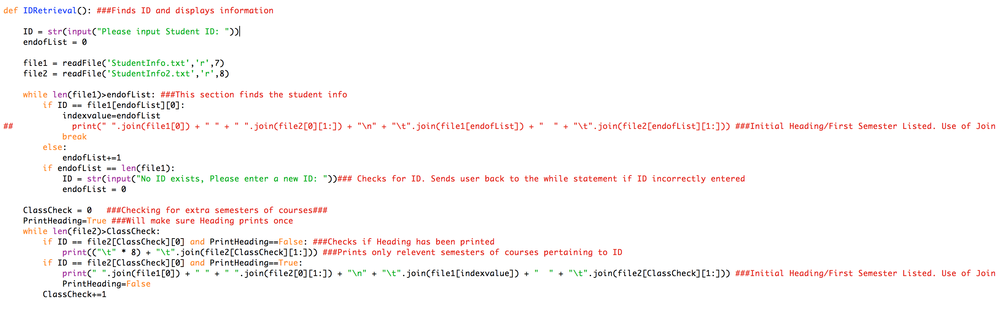 def IDRetrieval(): ###Finds ID and displays information
    ID = str(input("Please input Student ID: "))
    endofList = 0
    file1 = readFile('StudentInfo.txt','r',7)
    file2 = readFile('StudentInfo2.txt','r',8)
    while len(file1)>endofList: ###This section finds the student info
        if ID == file1[endofList][0]:
            indexvalue=endofList
##            print(" ".join(file1[0]) + " " + " ".join(file2[0][1:]) + "\n" + "\t".join(file1[endofList]) + "  " + "\t".join(file2[endofList][1:])) ###Initial Heading/First Semester Listed. Use of Join
            break
        else:
            endofList+=1
        if endofList == len(file1):
            ID = str(input("No ID exists, Please enter a new ID: "))### Checks for ID. Sends user back to the while statement if ID incorrectly entered
            endofList = 0
    ClassCheck = 0   ###Checking for extra semesters of courses###
    PrintHeading=True ###Will make sure Heading prints once
    while len(file2)>ClassCheck:
        if ID == file2[ClassCheck][0] and PrintHeading==False: ###Checks if Heading has been printed
            print(("\t" * 8) + "\t".join(file2[ClassCheck][1:])) ###Prints only relevent semesters of courses pertaining to ID
        if ID == file2[ClassCheck][0] and PrintHeading==True:
            print(" ".join(file1[0]) + " " + " ".join(file2[0][1:]) + "\n" + "\t".join(file1[indexvalue]) + "  " + "\t".join(file2[ClassCheck][1:])) ###Initial Heading/First Semester Listed. Use of Join
            PrintHeading=False
        ClassCheck+=1